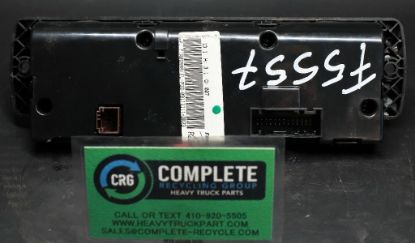 F5557
CRG
COMPLETE
RECYCLING GROUP
HEAVY TRUCK PARTS
CALL OR TEXT 410-920-5505
WWW.HEAVYTRUCKPART.COM
SALES@COMPLETE-RECYCLE.COM